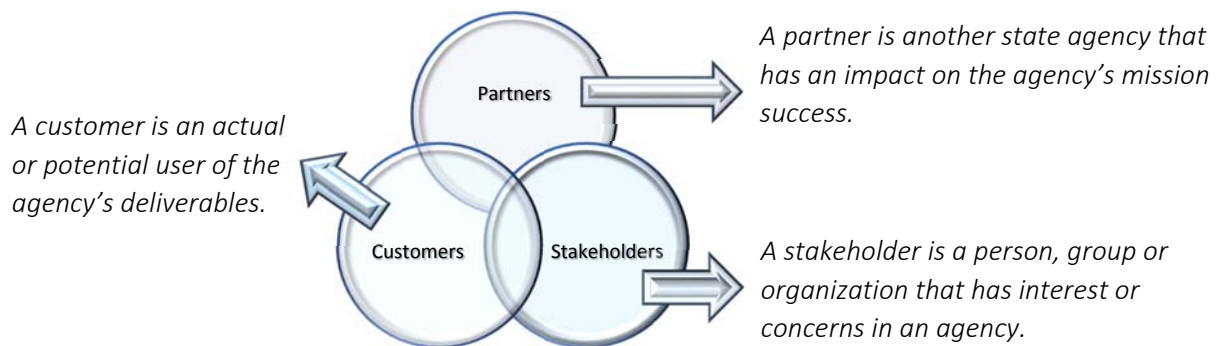 A partner is another state agency that
has an impact on the agency’s mission
success.
Partners
A customer is an actual
or potential user of the
agency’s deliverables.
Customers
Stakeholders
A stakeholder is a person, group or
organization that has interest or
concerns in an agency.